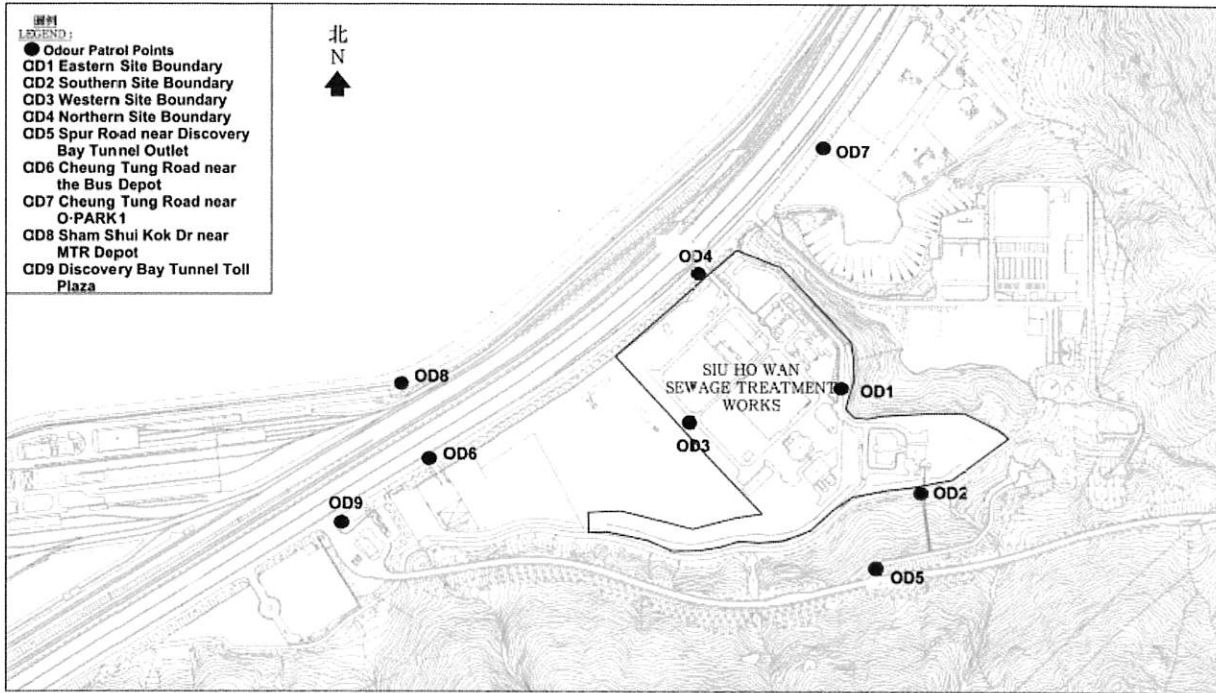 圖例
LEGEND:
Odour Patrol Points
OD1 Eastern Site Boundary
OD2 Southern Site Boundary
OD3 Western Site Boundary
OD4 Northern Site Boundary
OD5 Spur Road near Discovery
Bay Tunnel Outlet
OD6 Cheung Tung Road near
the Bus Depot
OD7 Cheung Tung Road near
O·PARK1
OD8 Sham Shui Kok Dr near
MTR Depot
OD9 Discovery Bay Tunnel Toll
Plaza
北
N
OD7
OD4
OD8
SIU HO WAN
SEWAGE TREATMENT
WORKS
OD1
OD3
OD6
OD2
OD9
OD5